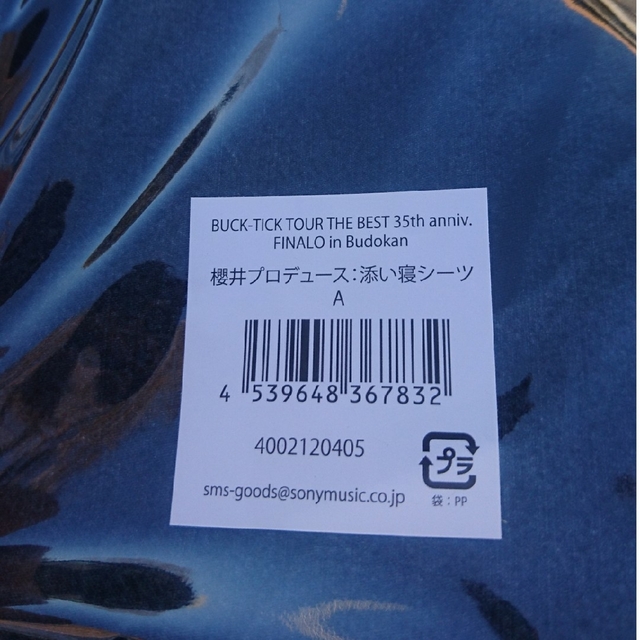 BUCK-TICK TOUR THE BEST 35th anniv.
FINALO in Budokan
櫻井プロデュース：添い寝シーツ
A
4 539648 367832
4002120405
プラ
sms-goods@sonymusic.co.jp
袋：PP